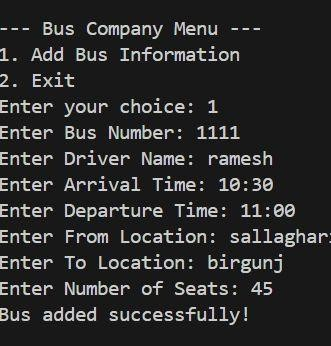 --- Bus Company Menu ---
1. Add Bus Information
2. Exit
Enter your choice: 1
Enter Bus Number: 1111
Enter Driver Name: ramesh
Enter Arrival Time: 10:30
Enter Departure Time: 11:00
Enter From Location: sallaghari
Enter To Location: birgunj
Enter Number of Seats: 45
Bus added successfully!